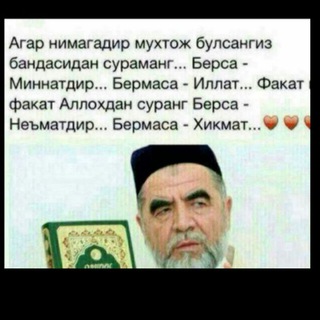 Агар нимагадир мухтож булсангиз
бандасидан сураманг... Берса -
Миннатдир... Бермаса - Иллат... Факат
факат Аллохдан суранг Берса -
Неъматдир... Бермаса - Хикмат...